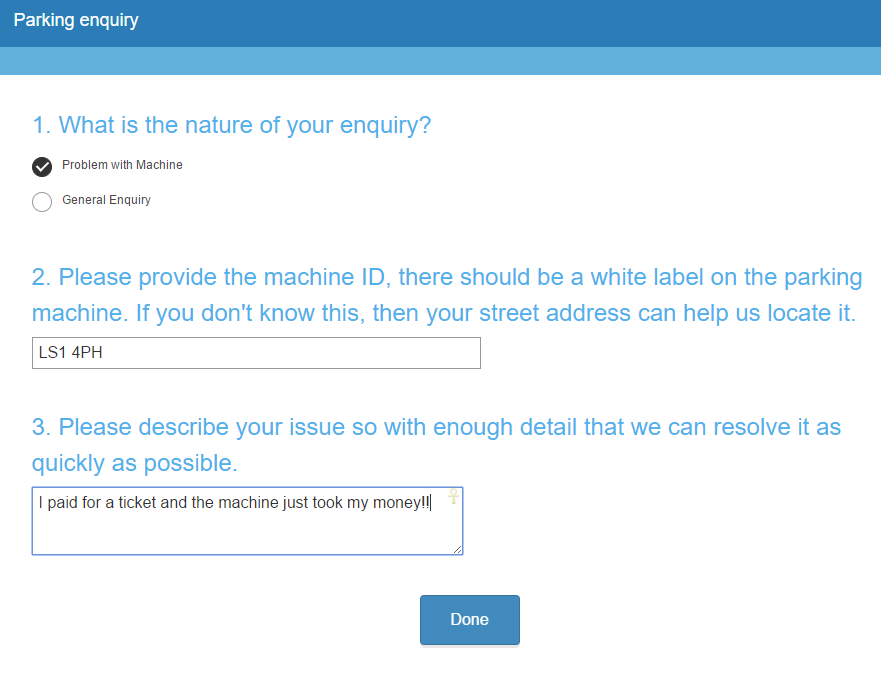 Parking enquiry
1. What is the nature of your enquiry?
Problem with Machine
General Enquiry
2. Please provide the machine ID, there should be a white label on the parking
machine. If you don't know this, then your street address can help us locate it.
LS1 4PH
3. Please describe your issue so with enough detail that we can resolve it as
quickly as possible.
I paid for a ticket and the machine just took my money!!
Done